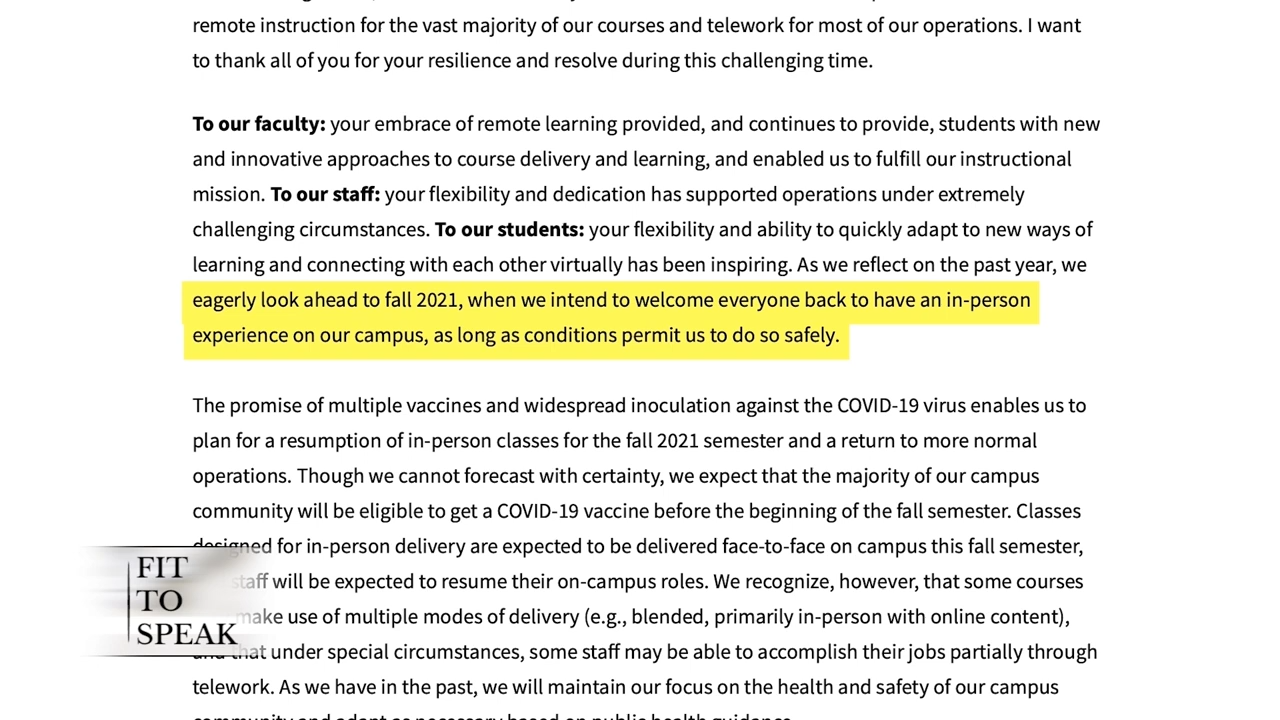 remote instruction for the vast majority of our courses and telework for most of our operations. I want
to thank all of you for your resilience and resolve during this challenging time.
To our faculty: your embrace of remote learning provided, and continues to provide, students with new
and innovative approaches to course delivery and learning, and enabled us to fulfill our instructional
mission. To our staff: your flexibility and dedication has supported operations under extremely
challenging circumstances. To our students: your flexibility and ability to quickly adapt to new ways of
learning and connecting with each other virtually has been inspiring. As we reflect on the past year, we
eagerly look ahead to fall 2021, when we intend to welcome everyone back to have an in-person
experience on our campus, as long as conditions permit us to do so safely.
The promise of multiple vaccines and widespread inoculation against the COVID-19 virus enables us to
plan for a resumption of in-person classes for the fall 2021 semester and a return to more normal
operations. Though we cannot forecast with certainty, we expect that the majority of our campus
community will be eligible to get a COVID-19 vaccine before the beginning of the fall semester. Classes
designed for in-person delivery are expected to be delivered face-to-face on campus this fall semester,
staff will be expected to resume their on-campus roles. We recognize, however, that some courses
make use of multiple modes of delivery (e.g., blended, primarily in-person with online content),
and that under special circumstances, some staff may be able to accomplish their jobs partially through
telework. As we have in the past, we will maintain our focus on the health and safety of our campus
community and adapt as necessary based on public health guidance.
FIT
TO
SPEAK